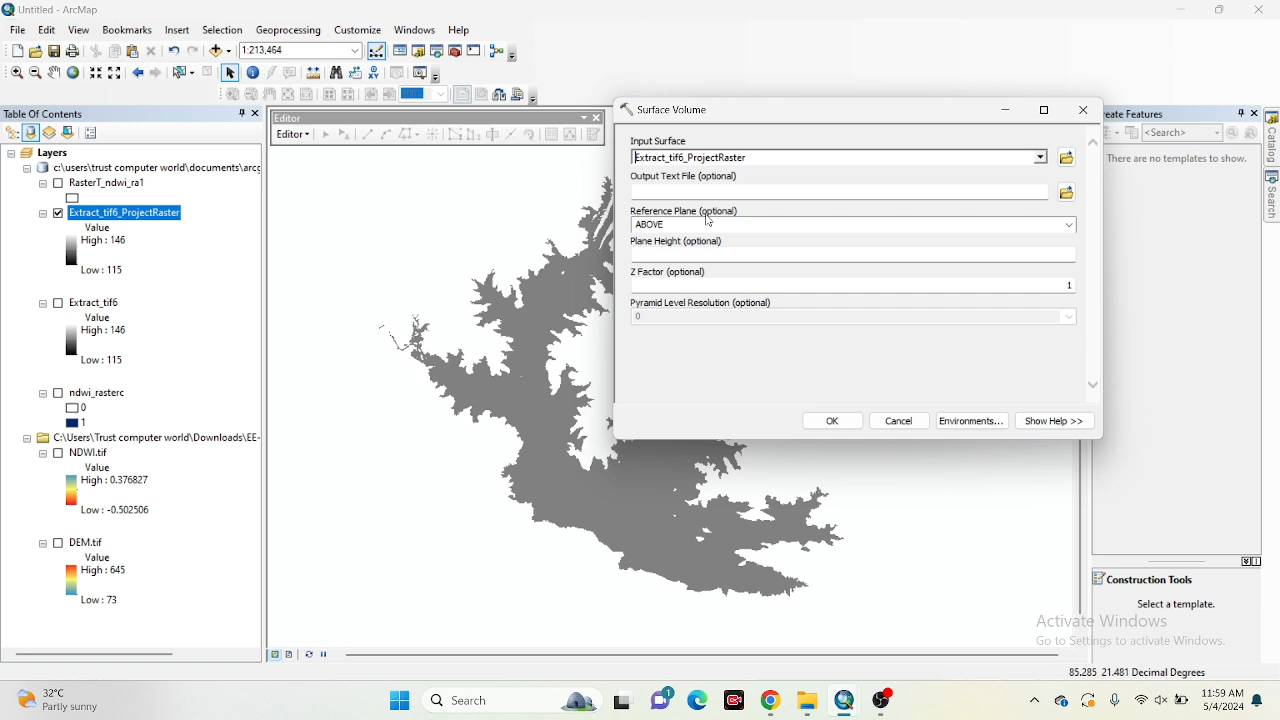 Untitled - ArcMap
File Edit View Bookmarks Insert Selection Geoprocessing Customize Windows Help
1:213,464
Table Of Contents
Layers
c:\users\trust computer world\documents\arcg
RasterT_ndwi_ra1
Extract_tif6_ProjectRaster
Value
High : 146
Low : 115
Extract_tif6
Value
High : 146
Low : 115
ndwi_rasterc
0
1
C:\Users\Trust computer world\Downloads\EE-
NDWI.tif
Value
High : 0.376827
Low : -0.502506
DEM.tif
Value
High : 645
Low : 73
Editor
Editor
Surface Volume
Input Surface
Extract_tif6_ProjectRaster
Output Text File (optional)
Reference Plane (optional)
ABOVE
Plane Height (optional)
Z Factor (optional)
1
Pyramid Level Resolution (optional)
0
OK Cancel Environments... Show Help >>
reate Features
<Search>
There are no templates to show.
Catalog
Search
Construction Tools
Select a template.
Activate Windows
Go to Settings to activate Windows.
85.285 21.481 Decimal Degrees
32°C
Partly sunny
Search
1
11:59 AM
5/4/2024